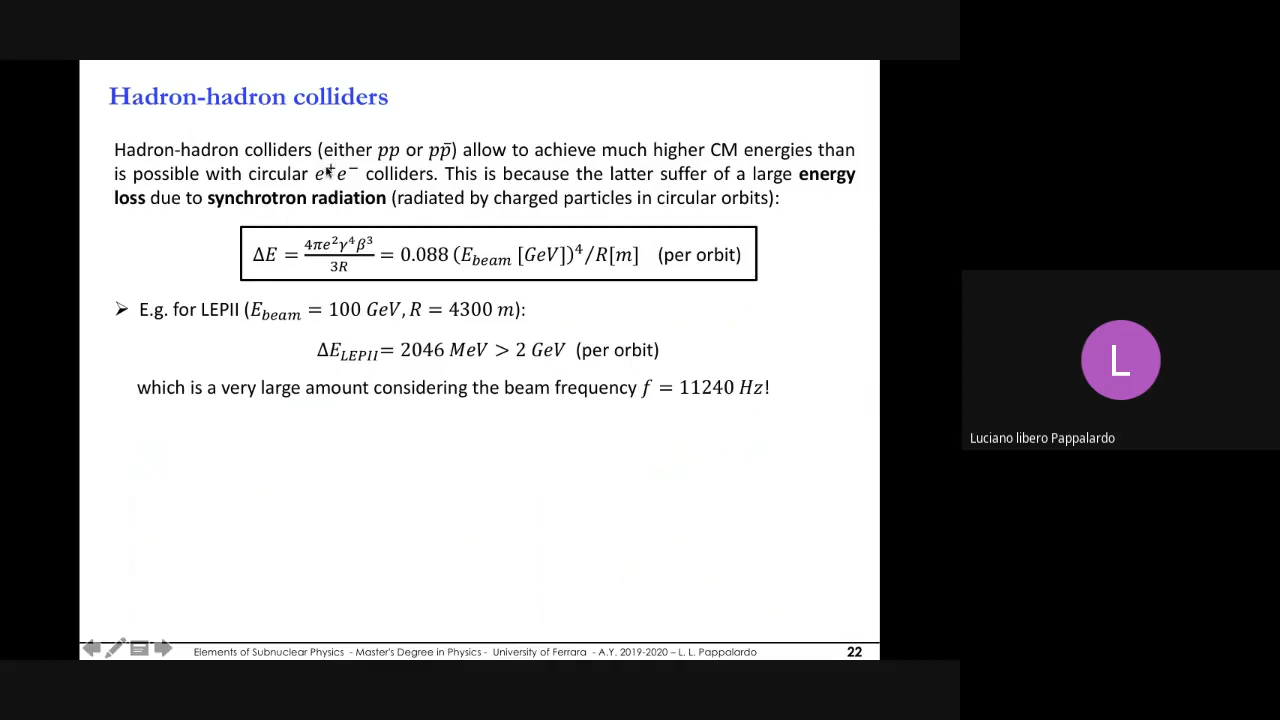 Hadron-hadron colliders
Hadron-hadron colliders (either pp or pp̄) allow to achieve much higher CM energies than
is possible with circular e⁺e⁻ colliders. This is because the latter suffer of a large energy
loss due to synchrotron radiation (radiated by charged particles in circular orbits):
ΔE = 4πe²γ⁴β³/3R = 0.088 (E_beam [GeV])⁴/R[m] (per orbit)
➢ E.g. for LEPII (E_beam = 100 GeV, R = 4300 m):
ΔE_LEPII = 2046 MeV > 2 GeV (per orbit)
which is a very large amount considering the beam frequency f = 11240 Hz!
Elements of Subnuclear Physics - Master's Degree in Physics - University of Ferrara - A.Y. 2019-2020 – L. L. Pappalardo
22
L
Luciano libero Pappalardo